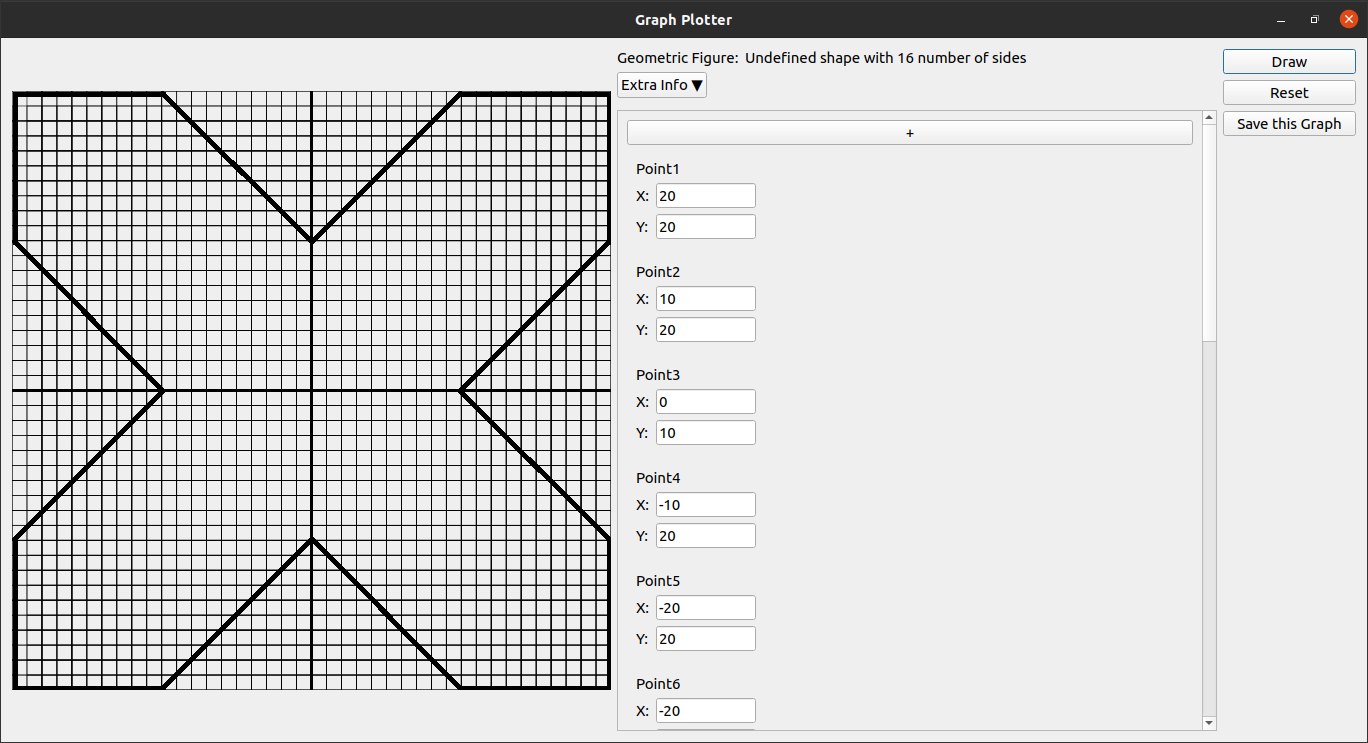 Graph Plotter
Geometric Figure:  Undefined shape with 16 number of sides
Extra Info ▼
Draw
Reset
Save this Graph
+
Point1
X: 20
Y: 20
Point2
X: 10
Y: 20
Point3
X: 0
Y: 10
Point4
X: -10
Y: 20
Point5
X: -20
Y: 20
Point6
X: -20